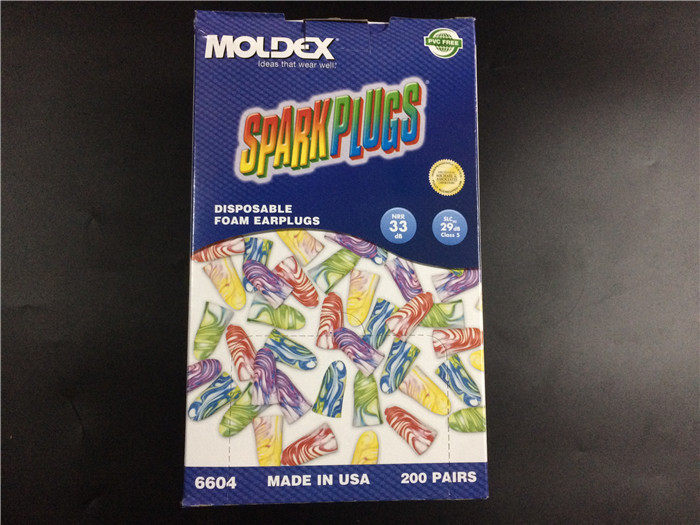 MOLDEX®
Ideas that wear well!®
PVC FREE
SPARKPLUGS®
DISPOSABLE
FOAM EARPLUGS
NRR
33
dB
SLC80
29dB
Class 5
6604 MADE IN USA 200 PAIRS